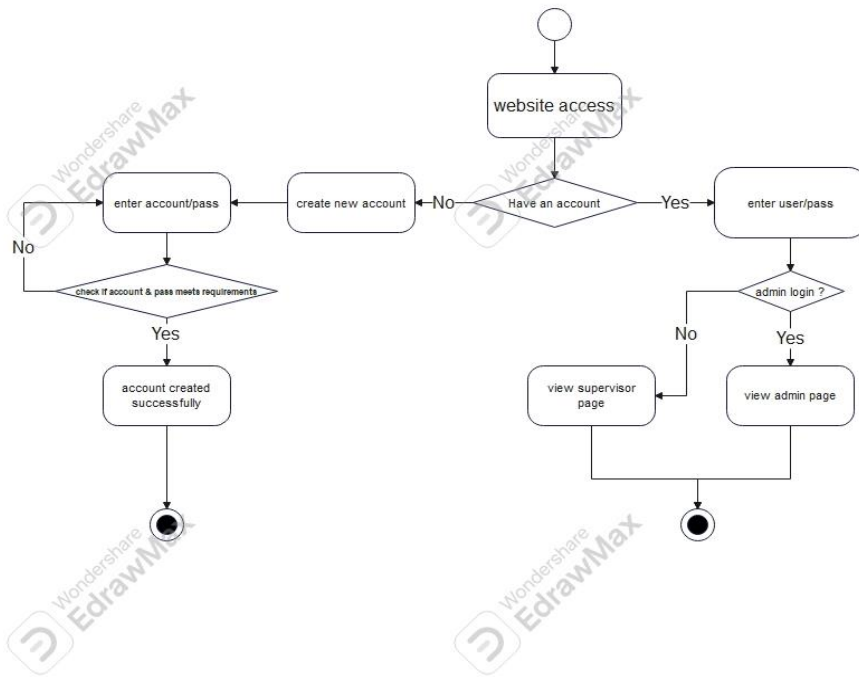 website access
Wondershare
EdrawMax
Wondershare
EdrawMax
enter account/pass
create new account
No
Have an account
Yes
enter user/pass
No
check if account & pass meets requirements
admin login ?
Yes
No
Yes
account created
successfully
view supervisor
page
view admin page
Wondershare
EdrawMax
Wondershare
EdrawMax